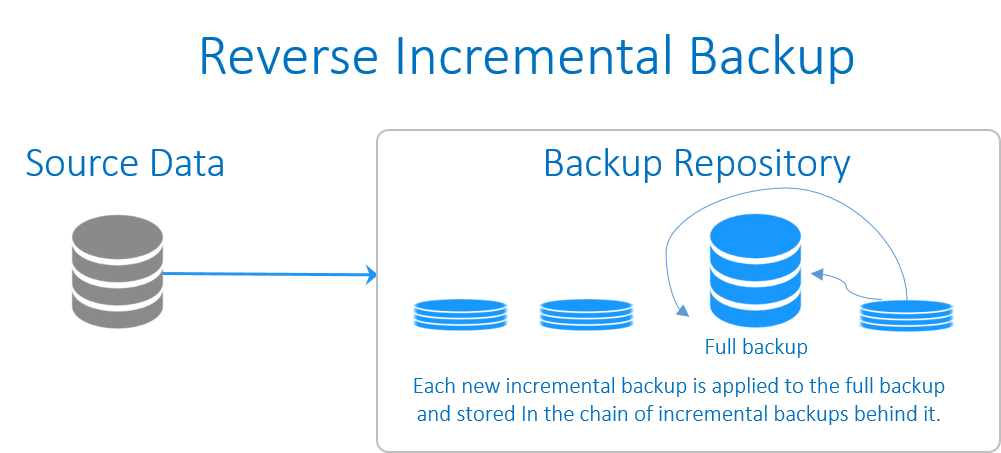 Reverse Incremental Backup
Source Data
Backup Repository
Full backup
Each new incremental backup is applied to the full backup
and stored In the chain of incremental backups behind it.